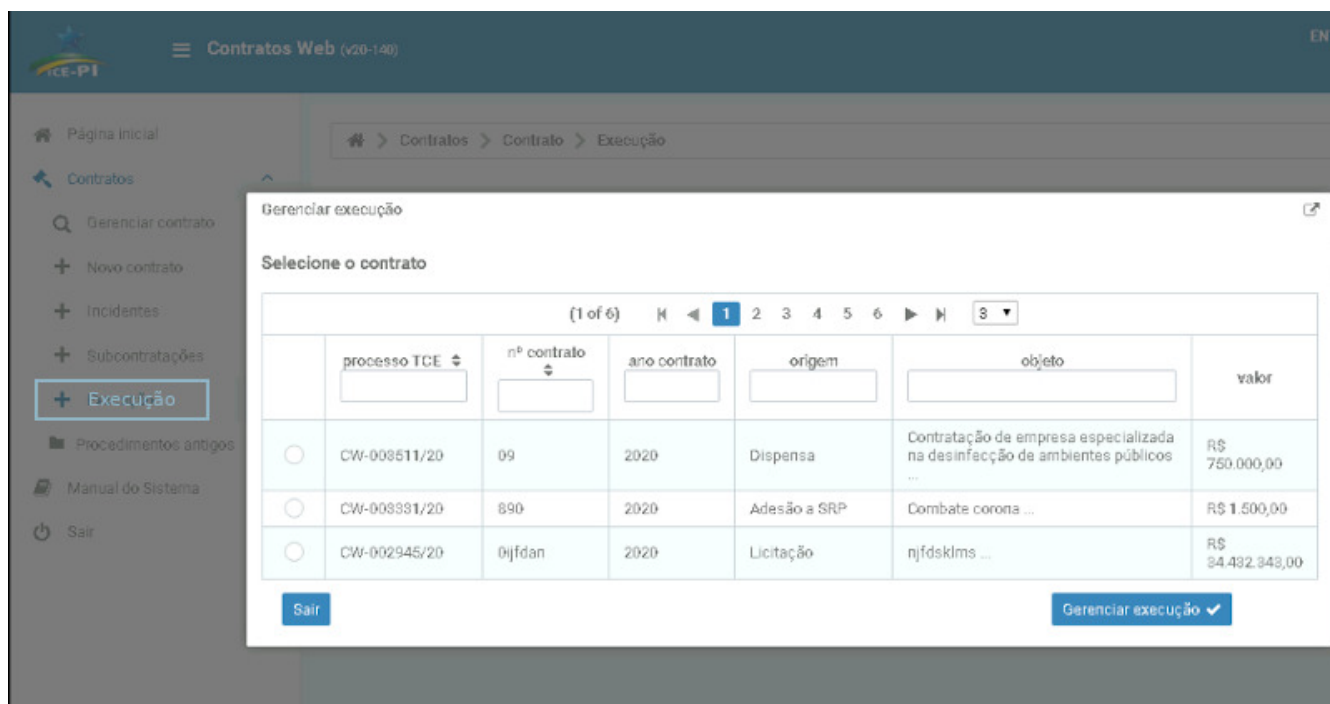 TCE-PI
Contratos Web (v20-140)
EN
Página inicial
Contratos
Gerenciar contrato
Novo contrato
Incidentes
Subcontratações
Execução
Procedimentos antigos
Manual do Sistema
Sair
Contratos > Contrato > Execução
Gerenciar execução
Selecione o contrato
(1 of 6) 1 2 3 4 5 6 3
processo TCE nº contrato ano contrato origem objeto valor
CW-003511/20 09 2020 Dispensa Contratação de empresa especializada
na desinfecção de ambientes públicos
...
R$
750.000,00
CW-003331/20 890 2020 Adesão a SRP Combate corona ... R$ 1.500,00
CW-002945/20 0ijfdan 2020 Licitação njfdsklms ... R$
34.432.343,00
Sair
Gerenciar execução